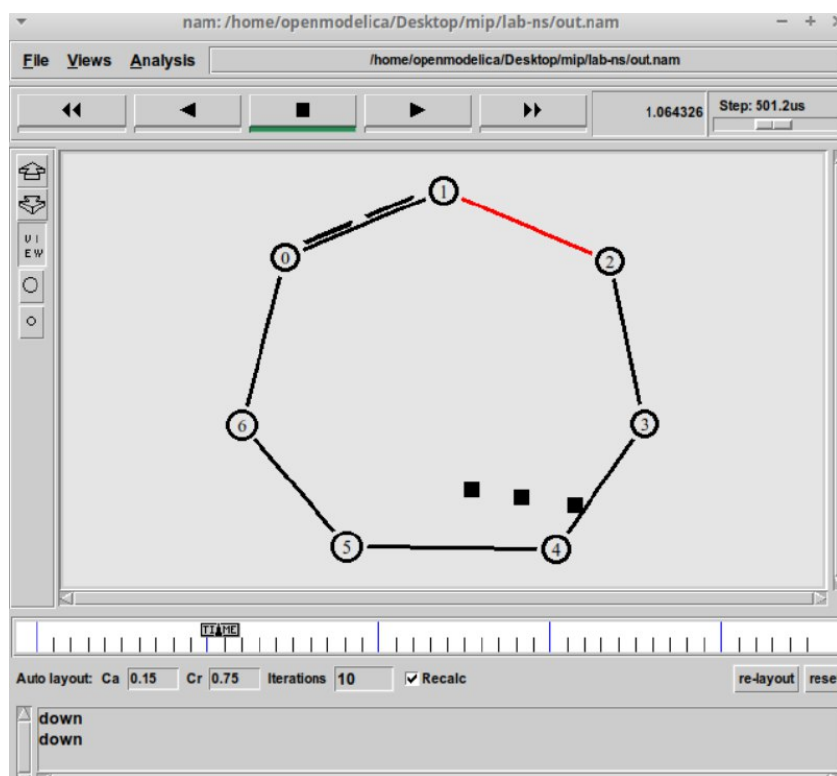 nam: /home/openmodelica/Desktop/mip/lab-ns/out.nam
File Views Analysis /home/openmodelica/Desktop/mip/lab-ns/out.nam
1.064326 Step: 501.2us
1
0
2
VIEW
6
3
5
4
TIME
Auto layout: Ca 0.15 Cr 0.75 Iterations 10 Recalc re-layout rese
down
down